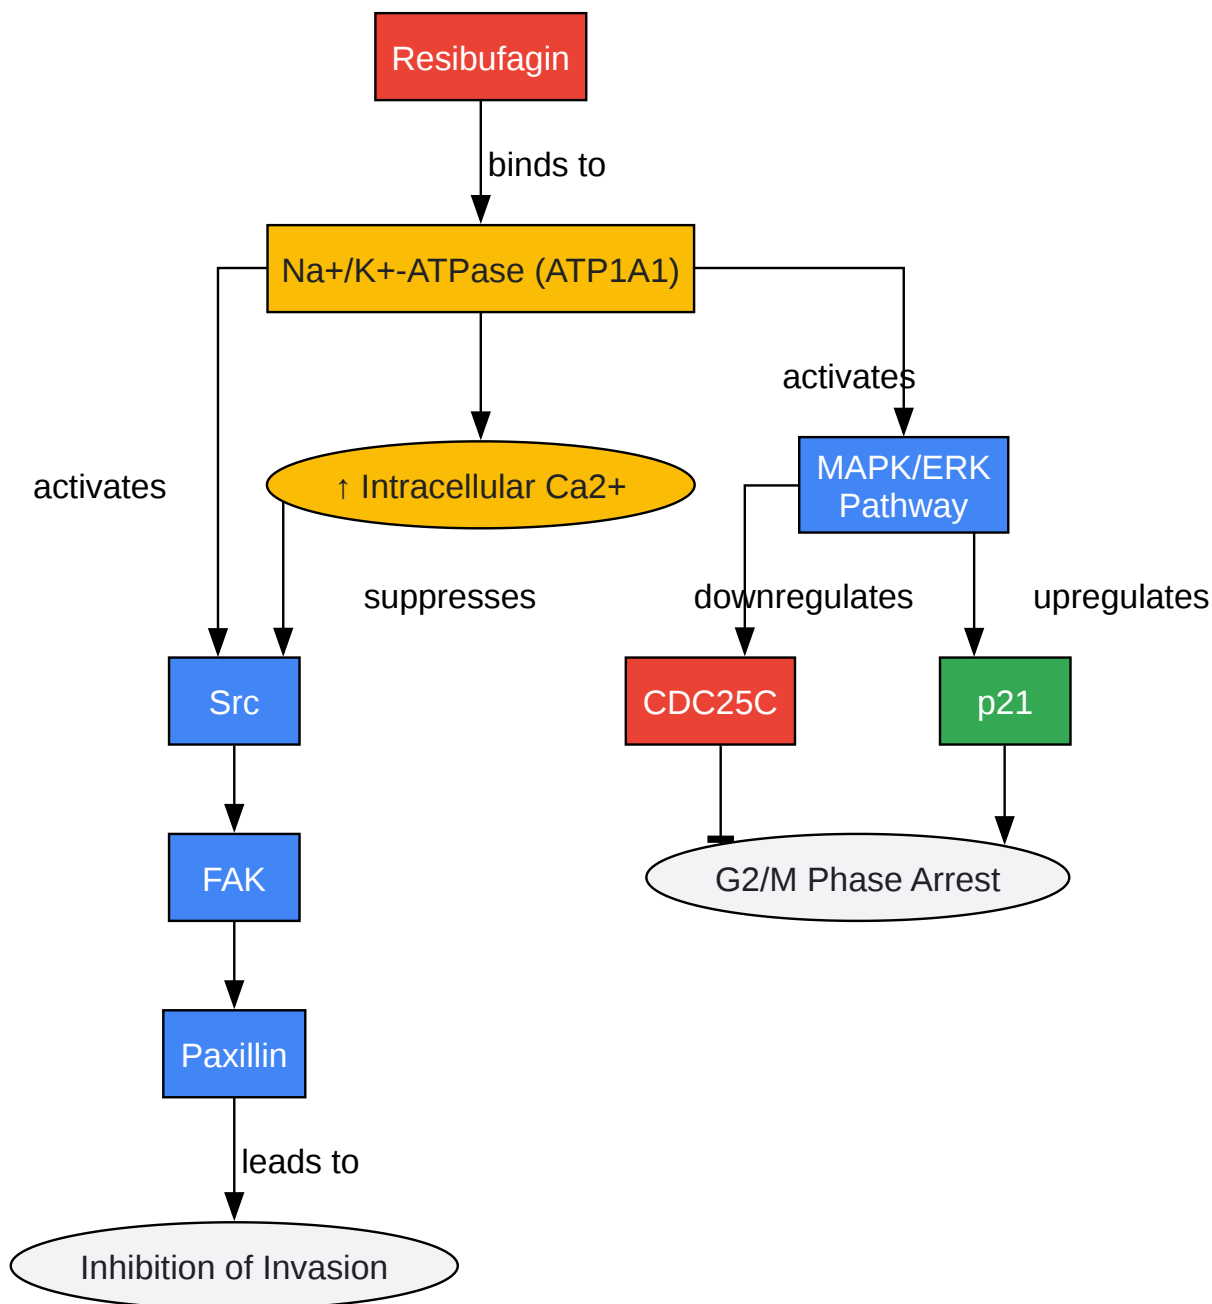 Resibufagin
binds to
Na+/K+-ATPase (ATP1A1)
activates
MAPK/ERK
Pathway
activates
↑ Intracellular Ca2+
suppresses
downregulates
upregulates
Src
CDC25C
p21
FAK
G2/M Phase Arrest
Paxillin
leads to
Inhibition of Invasion